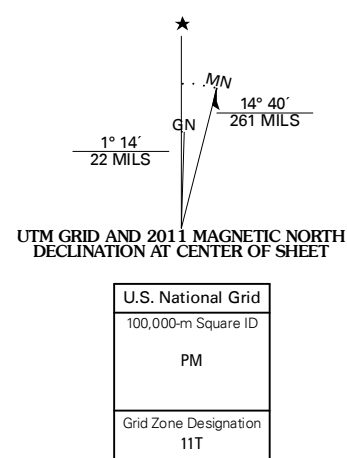 ★
MN
GN
14° 40´
261 MILS
1° 14´
22 MILS
UTM GRID AND 2011 MAGNETIC NORTH
DECLINATION AT CENTER OF SHEET
U.S. National Grid
100,000-m Square ID
PM
Grid Zone Designation
11T